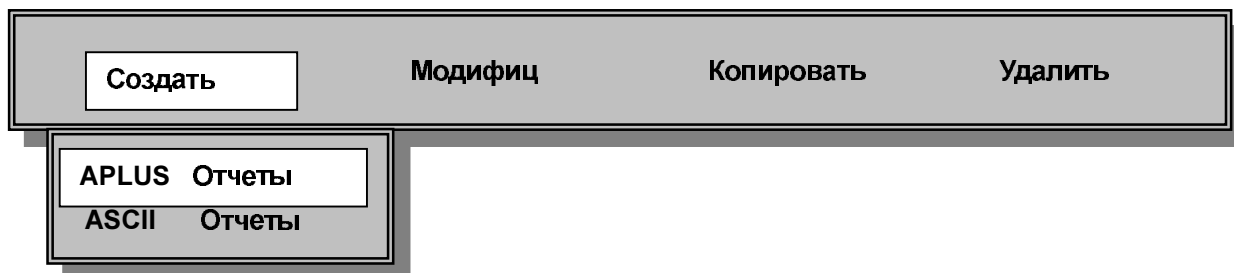 Создать Модифиц Копировать Удалить
APLUS Отчеты
ASCII Отчеты